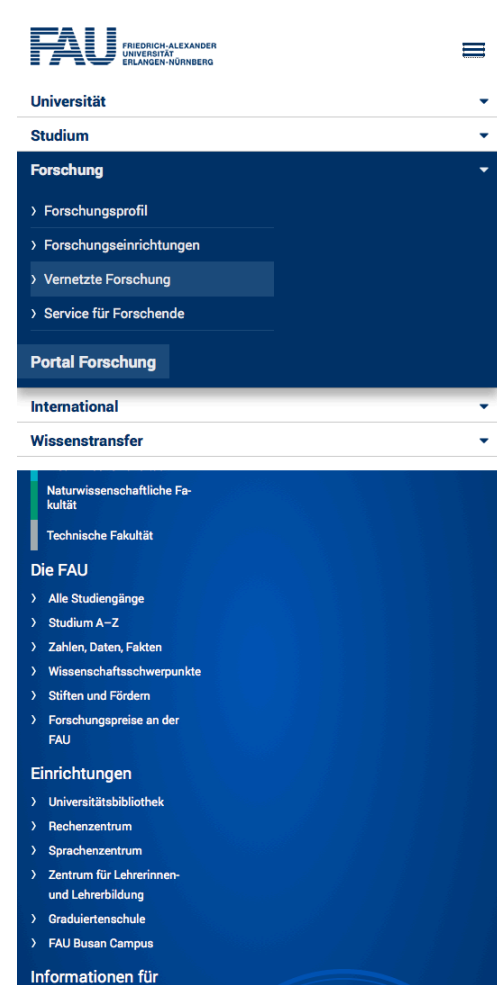 FAU
FRIEDRICH-ALEXANDER
UNIVERSITÄT
ERLANGEN-NÜRNBERG
Universität
Studium
Forschung
Forschungsprofil
Forschungseinrichtungen
Vernetzte Forschung
Service für Forschende
Portal Forschung
International
Wissenstransfer
Naturwissenschaftliche Fa-
kultät
Technische Fakultät
Die FAU
Alle Studiengänge
Studium A–Z
Zahlen, Daten, Fakten
Wissenschaftsschwerpunkte
Stiften und Fördern
Forschungspreise an der
FAU
Einrichtungen
Universitätsbibliothek
Rechenzentrum
Sprachenzentrum
Zentrum für Lehrerinnen-
und Lehrerbildung
Graduiertenschule
FAU Busan Campus
Informationen für